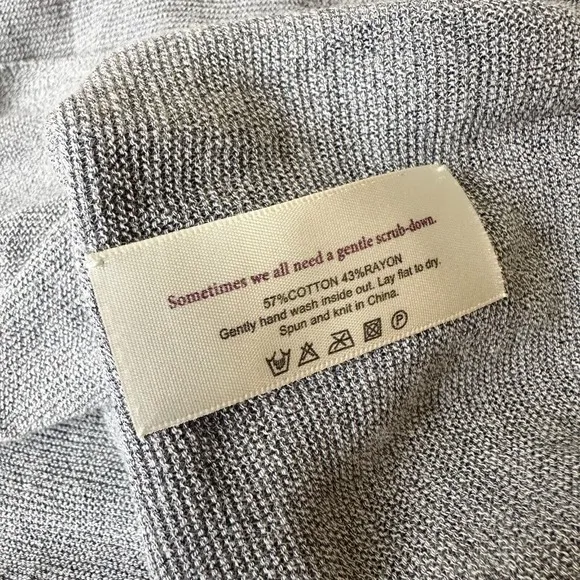 Sometimes we all need a gentle scrub-down.
57%COTTON 43%RAYON
Gently hand wash inside out. Lay flat to dry.
Spun and knit in China.
P